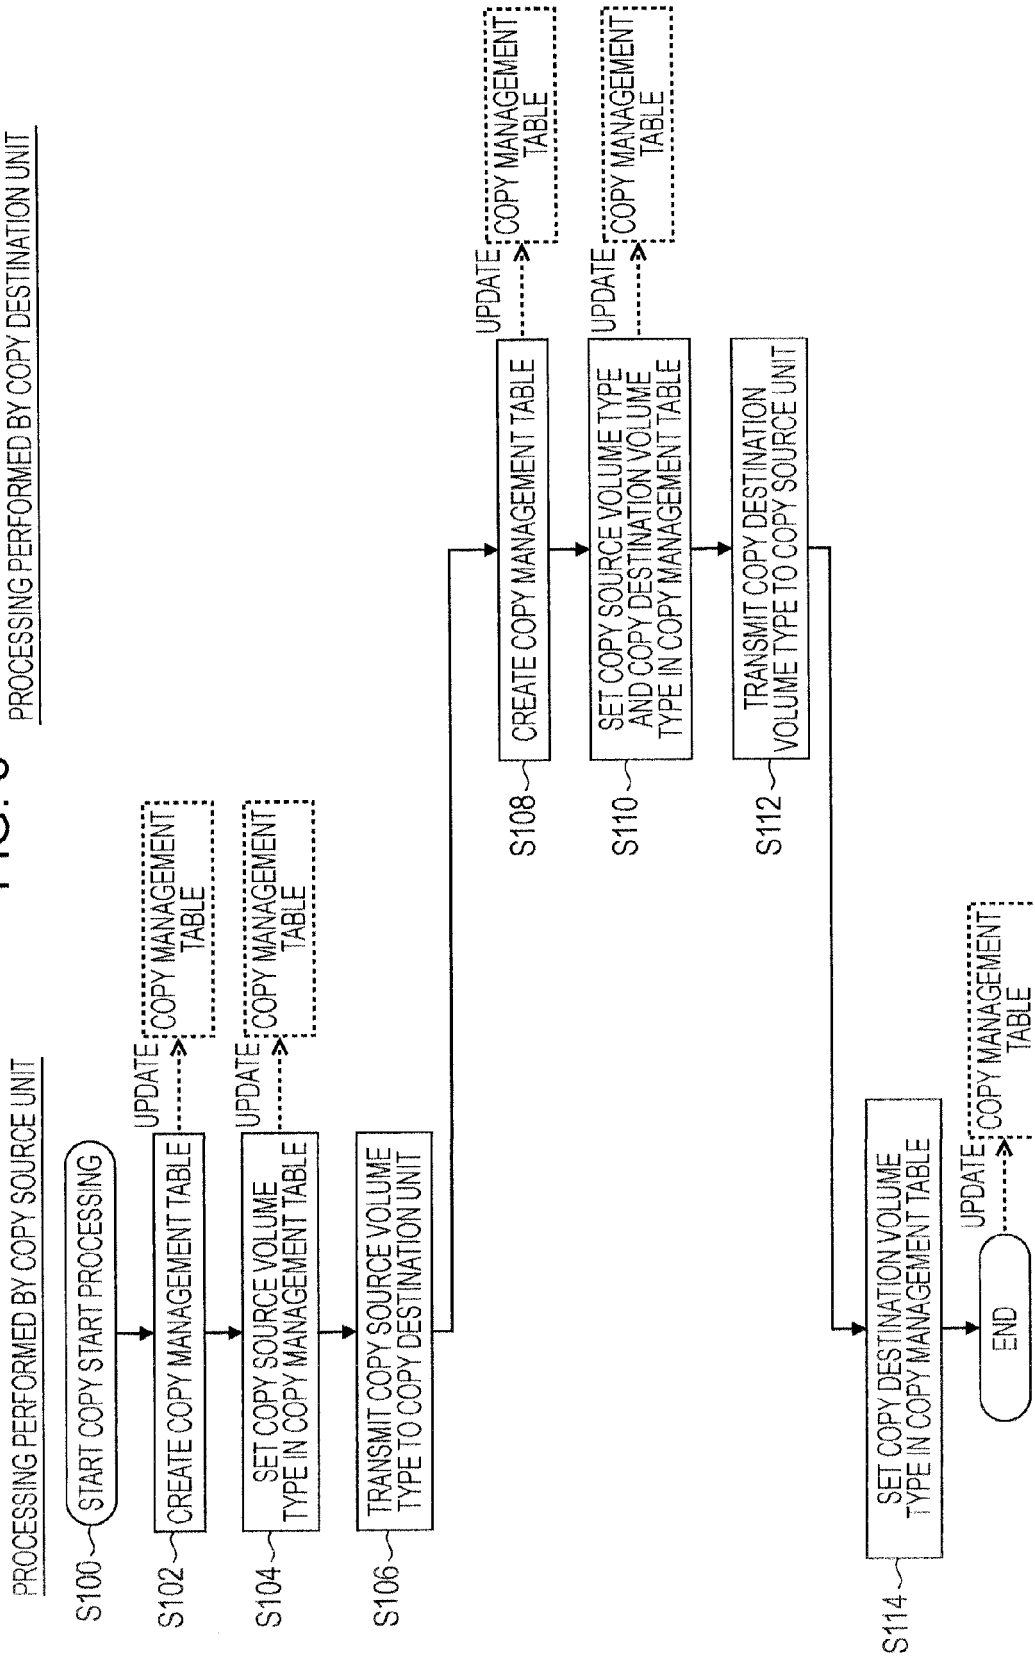 PROCESSING PERFORMED BY COPY SOURCE UNIT
PROCESSING PERFORMED BY COPY DESTINATION UNIT
S100
START COPY START PROCESSING
S102
CREATE COPY MANAGEMENT TABLE
UPDATE
COPY MANAGEMENT
TABLE
S104
SET COPY SOURCE VOLUME
TYPE IN COPY MANAGEMENT TABLE
UPDATE
COPY MANAGEMENT
TABLE
S106
TRANSMIT COPY SOURCE VOLUME
TYPE TO COPY DESTINATION UNIT
S108
CREATE COPY MANAGEMENT TABLE
UPDATE
COPY MANAGEMENT
TABLE
S110
SET COPY SOURCE VOLUME TYPE
AND COPY DESTINATION VOLUME
TYPE IN COPY MANAGEMENT TABLE
UPDATE
COPY MANAGEMENT
TABLE
S112
TRANSMIT COPY DESTINATION
VOLUME TYPE TO COPY SOURCE UNIT
S114
SET COPY DESTINATION VOLUME
TYPE IN COPY MANAGEMENT TABLE
END
UPDATE
COPY MANAGEMENT
TABLE